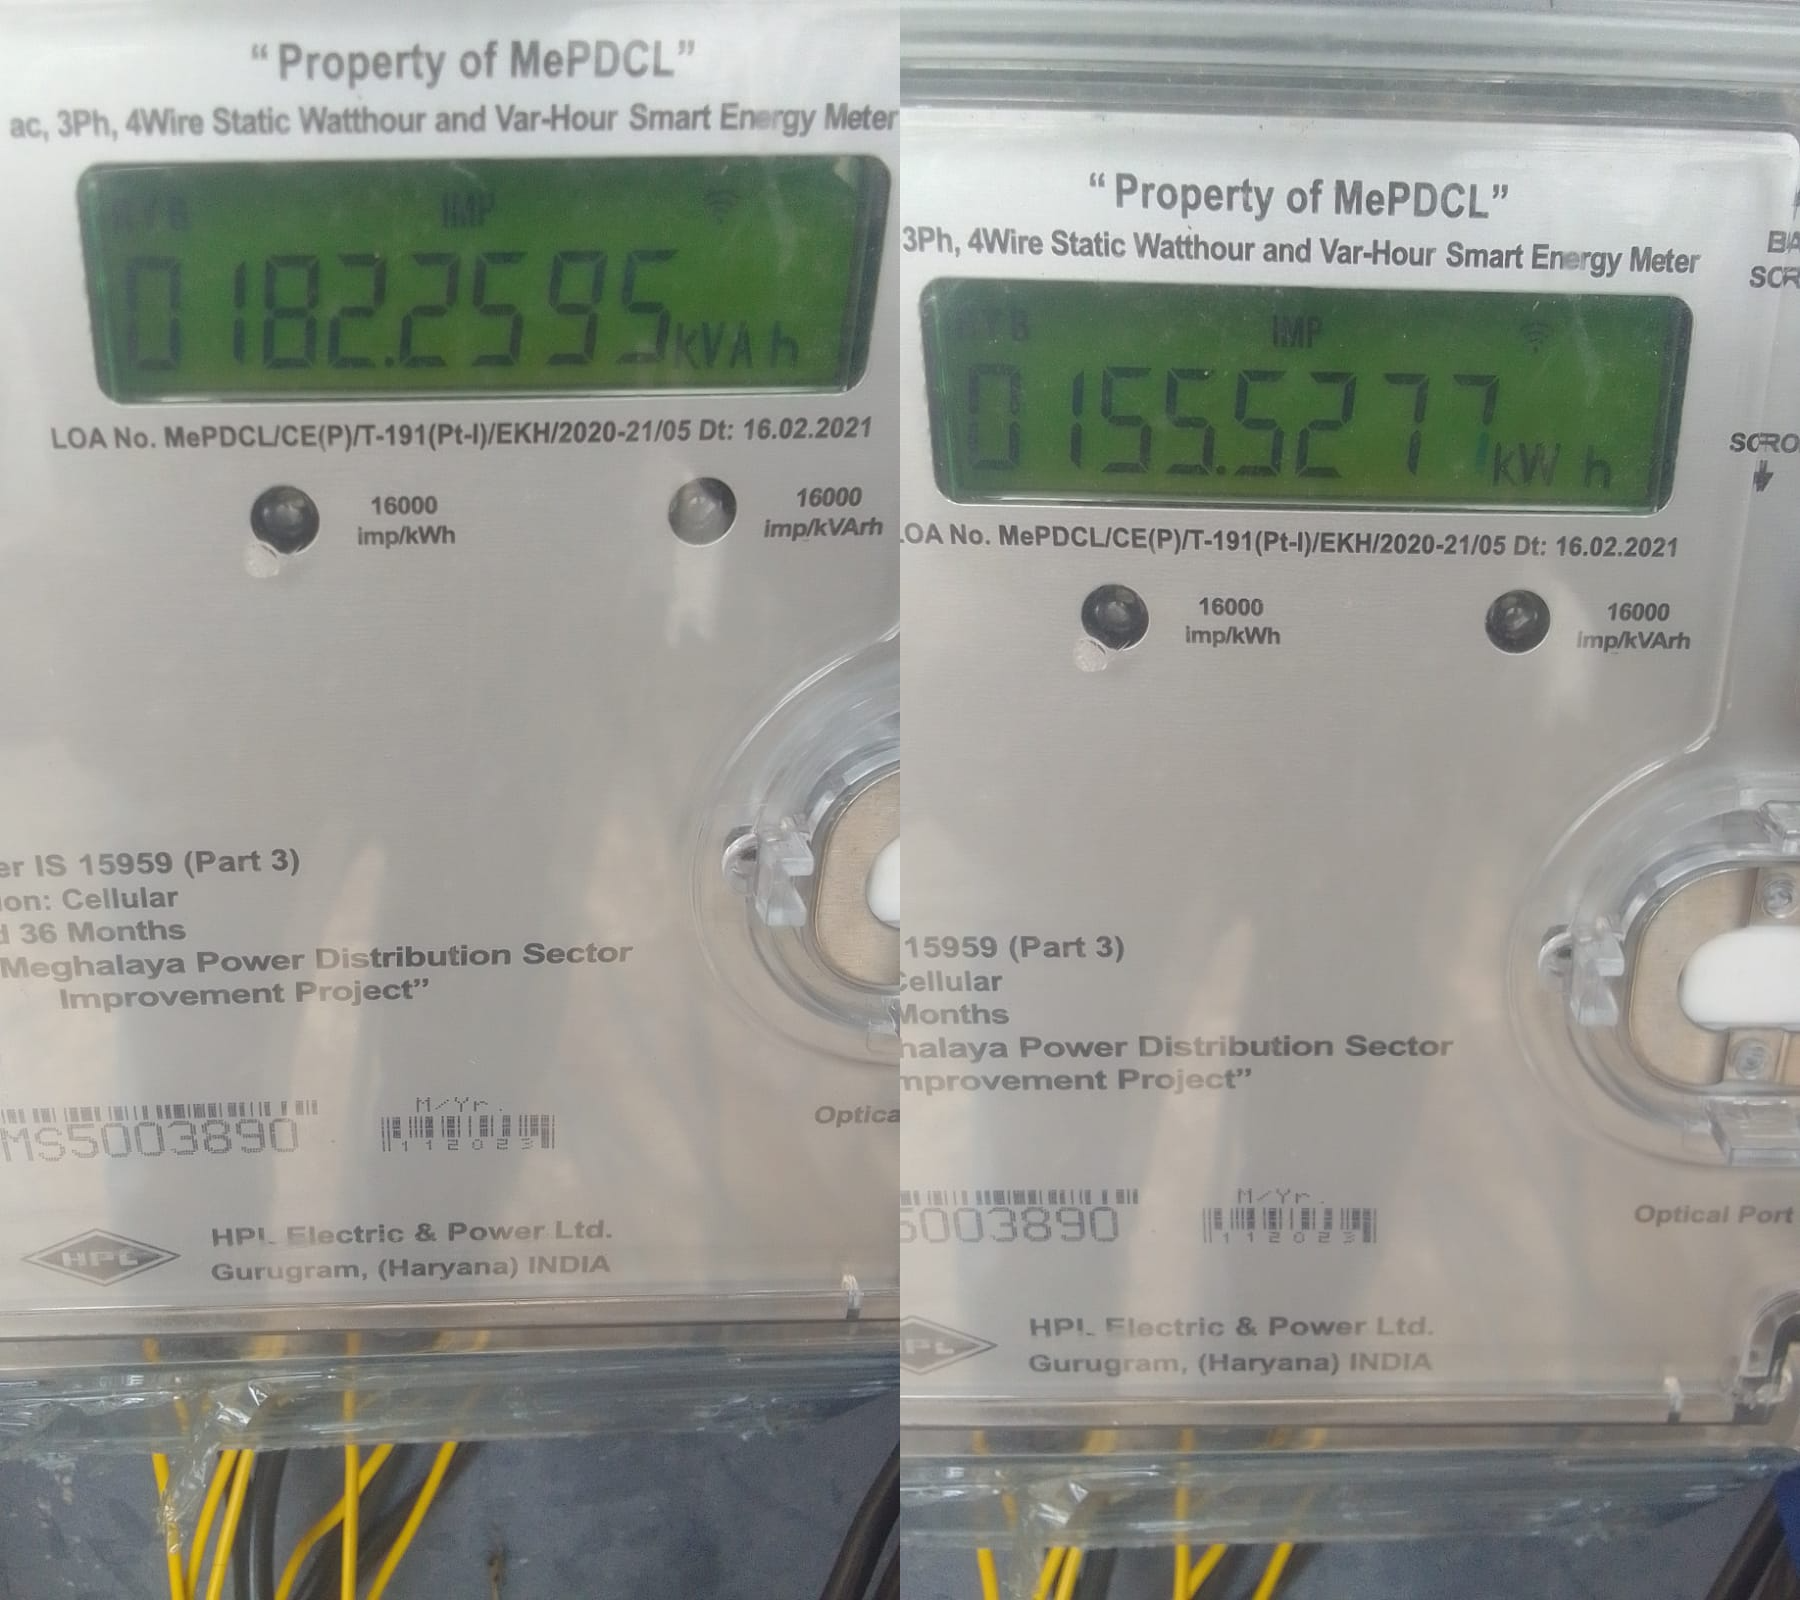 “Property of MePDCL”
ac, 3Ph, 4Wire Static Watthour and Var-Hour Smart Energy Meter
IMP
0182.2595 kVAh
LOA No. MePDCL/CE(P)/T-191(Pt-I)/EKH/2020-21/05 Dt: 16.02.2021
16000
imp/kWh
16000
imp/kVArh
IS 15959 (Part 3)
Cellular
36 Months
Meghalaya Power Distribution Sector
Improvement Project”
MS5003890
M/Yr.
112023
Optica
HPL
HPL Electric & Power Ltd.
Gurugram, (Haryana) INDIA
“Property of MePDCL”
3Ph, 4Wire Static Watthour and Var-Hour Smart Energy Meter
IMP
0155.5277 kWh
OA No. MePDCL/CE(P)/T-191(Pt-I)/EKH/2020-21/05 Dt: 16.02.2021
16000
imp/kWh
16000
imp/kVArh
15959 (Part 3)
Cellular
Months
halaya Power Distribution Sector
mprovement Project”
5003890
M/Yr.
112023
Optical Port
HPL Electric & Power Ltd.
Gurugram, (Haryana) INDIA